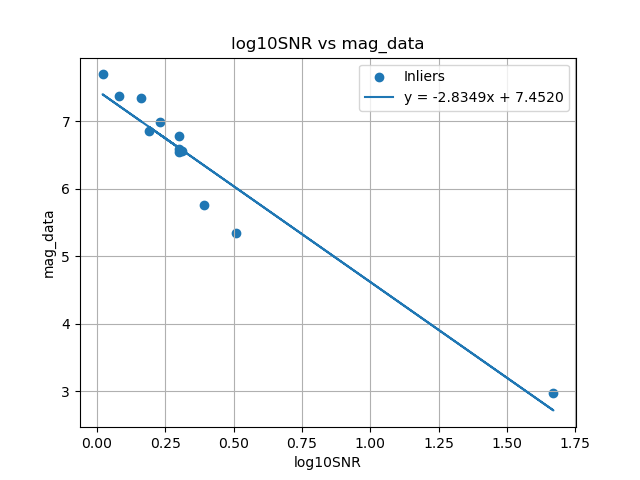 log10SNR vs mag_data
Inliers
y = -2.8349x + 7.4520
mag_data
7
6
5
4
3
0.00 0.25 0.50 0.75 1.00 1.25 1.50 1.75
log10SNR